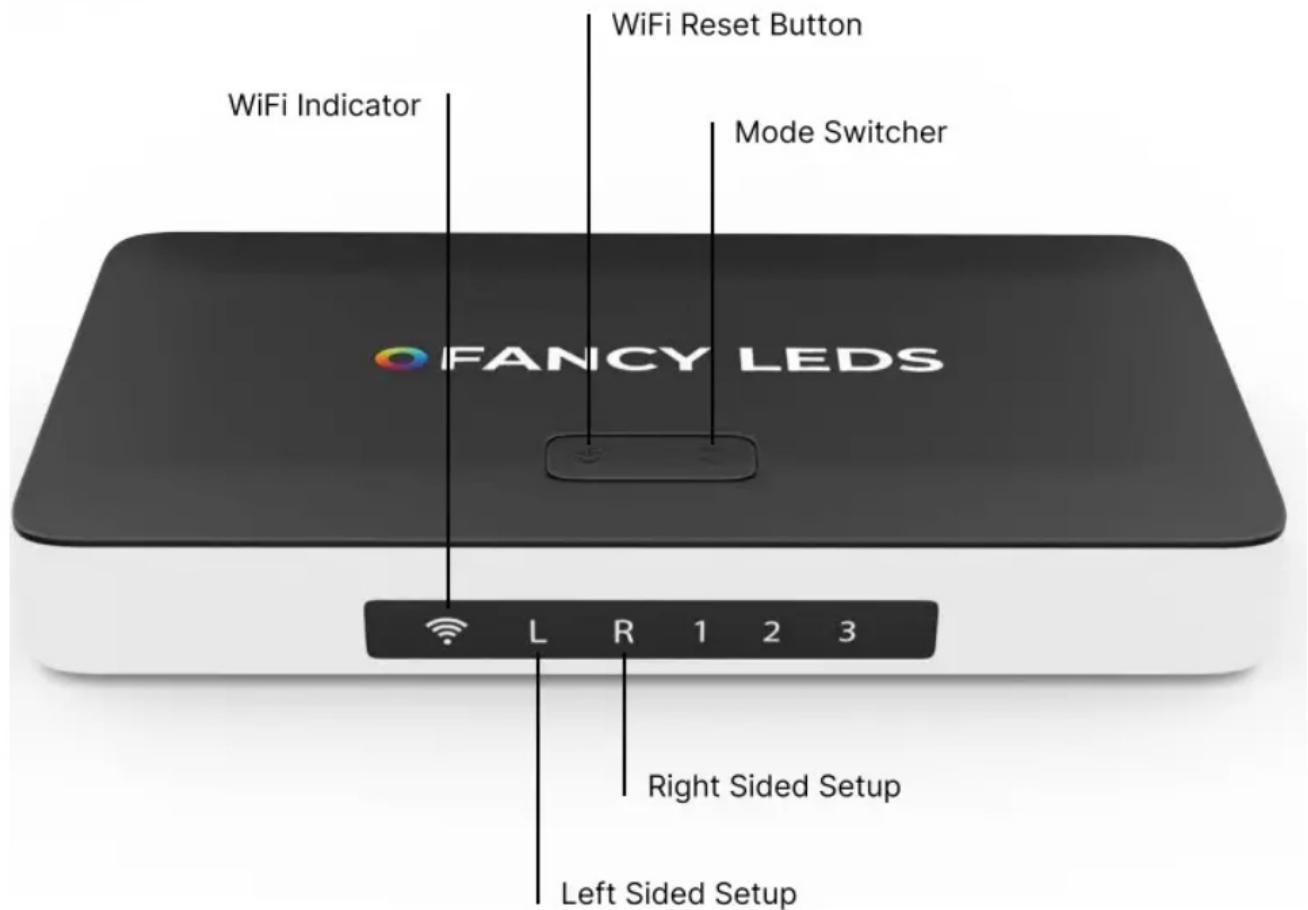 WiFi Reset Button
WiFi Indicator
Mode Switcher
FANCY LEDS
L R 1 2 3
Right Sided Setup
Left Sided Setup